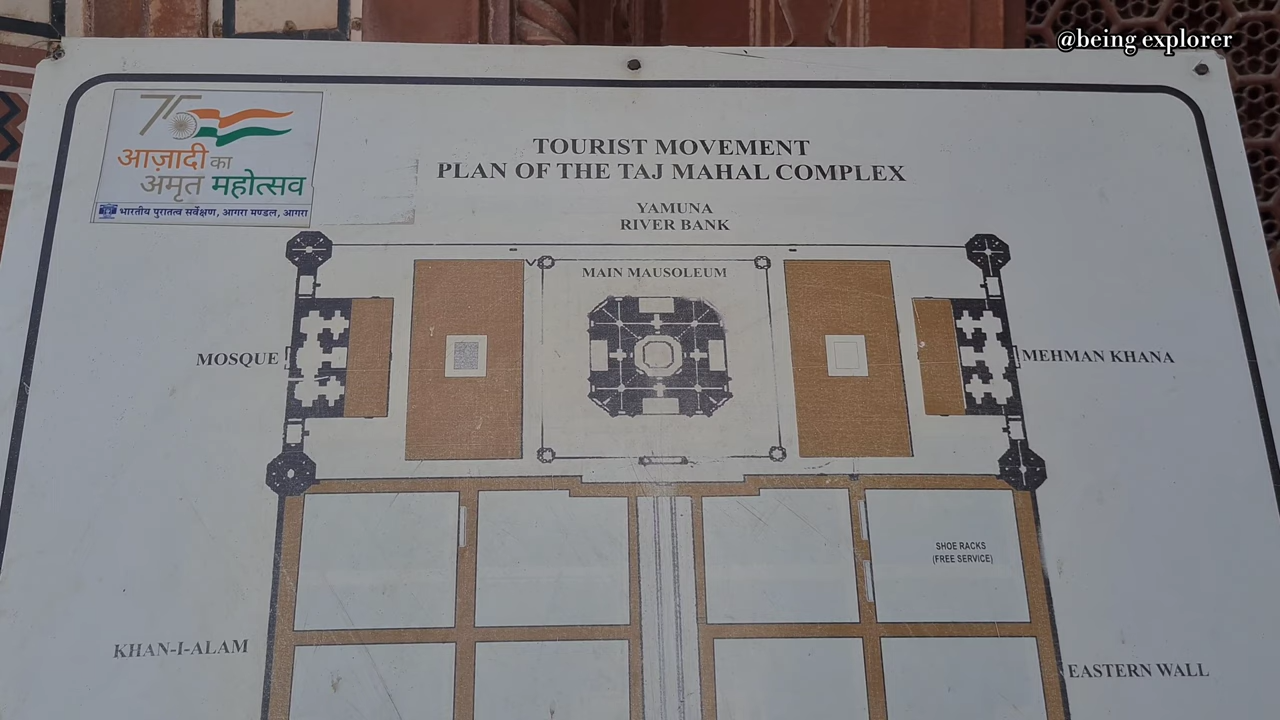 @being explorer
75
आज़ादी का
अमृत महोत्सव
भारतीय पुरातत्व सर्वेक्षण, आगरा मण्डल, आगरा
TOURIST MOVEMENT
PLAN OF THE TAJ MAHAL COMPLEX
YAMUNA
RIVER BANK
MAIN MAUSOLEUM
MOSQUE
MEHMAN KHANA
SHOE RACKS
(FREE SERVICE)
KHAN-I-ALAM
EASTERN WALL